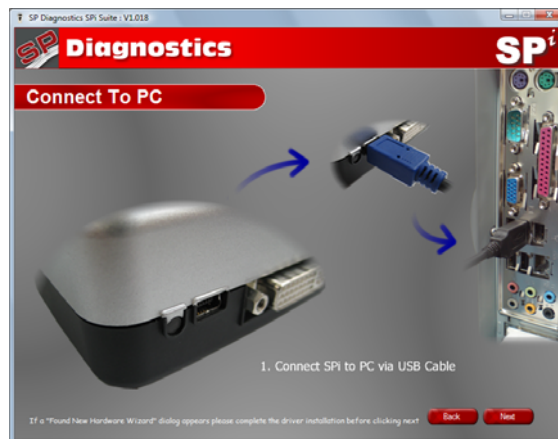 SP Diagnostics SPi Suite : V1.018
SP Diagnostics SPi
Connect To PC
1. Connect SPi to PC via USB Cable
If a "Found New Hardware Wizard" dialog appears please complete the driver installation before clicking next
Back Next